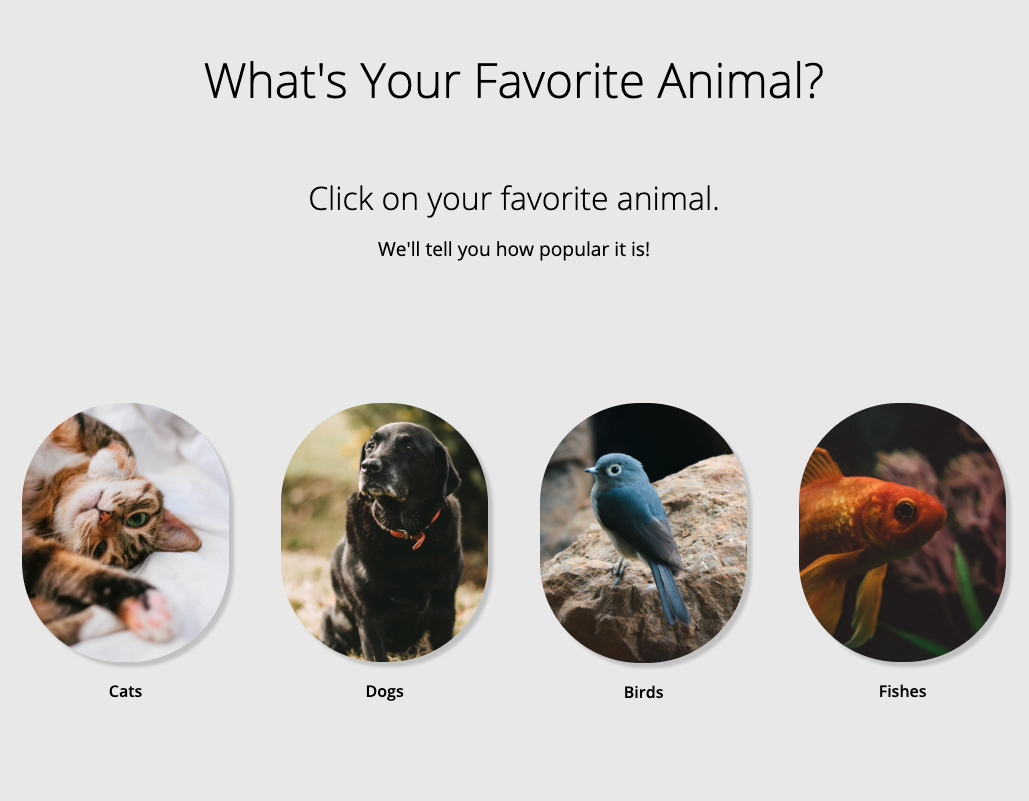 What's Your Favorite Animal?
Click on your favorite animal.
We'll tell you how popular it is!
Cats
Dogs
Birds
Fishes